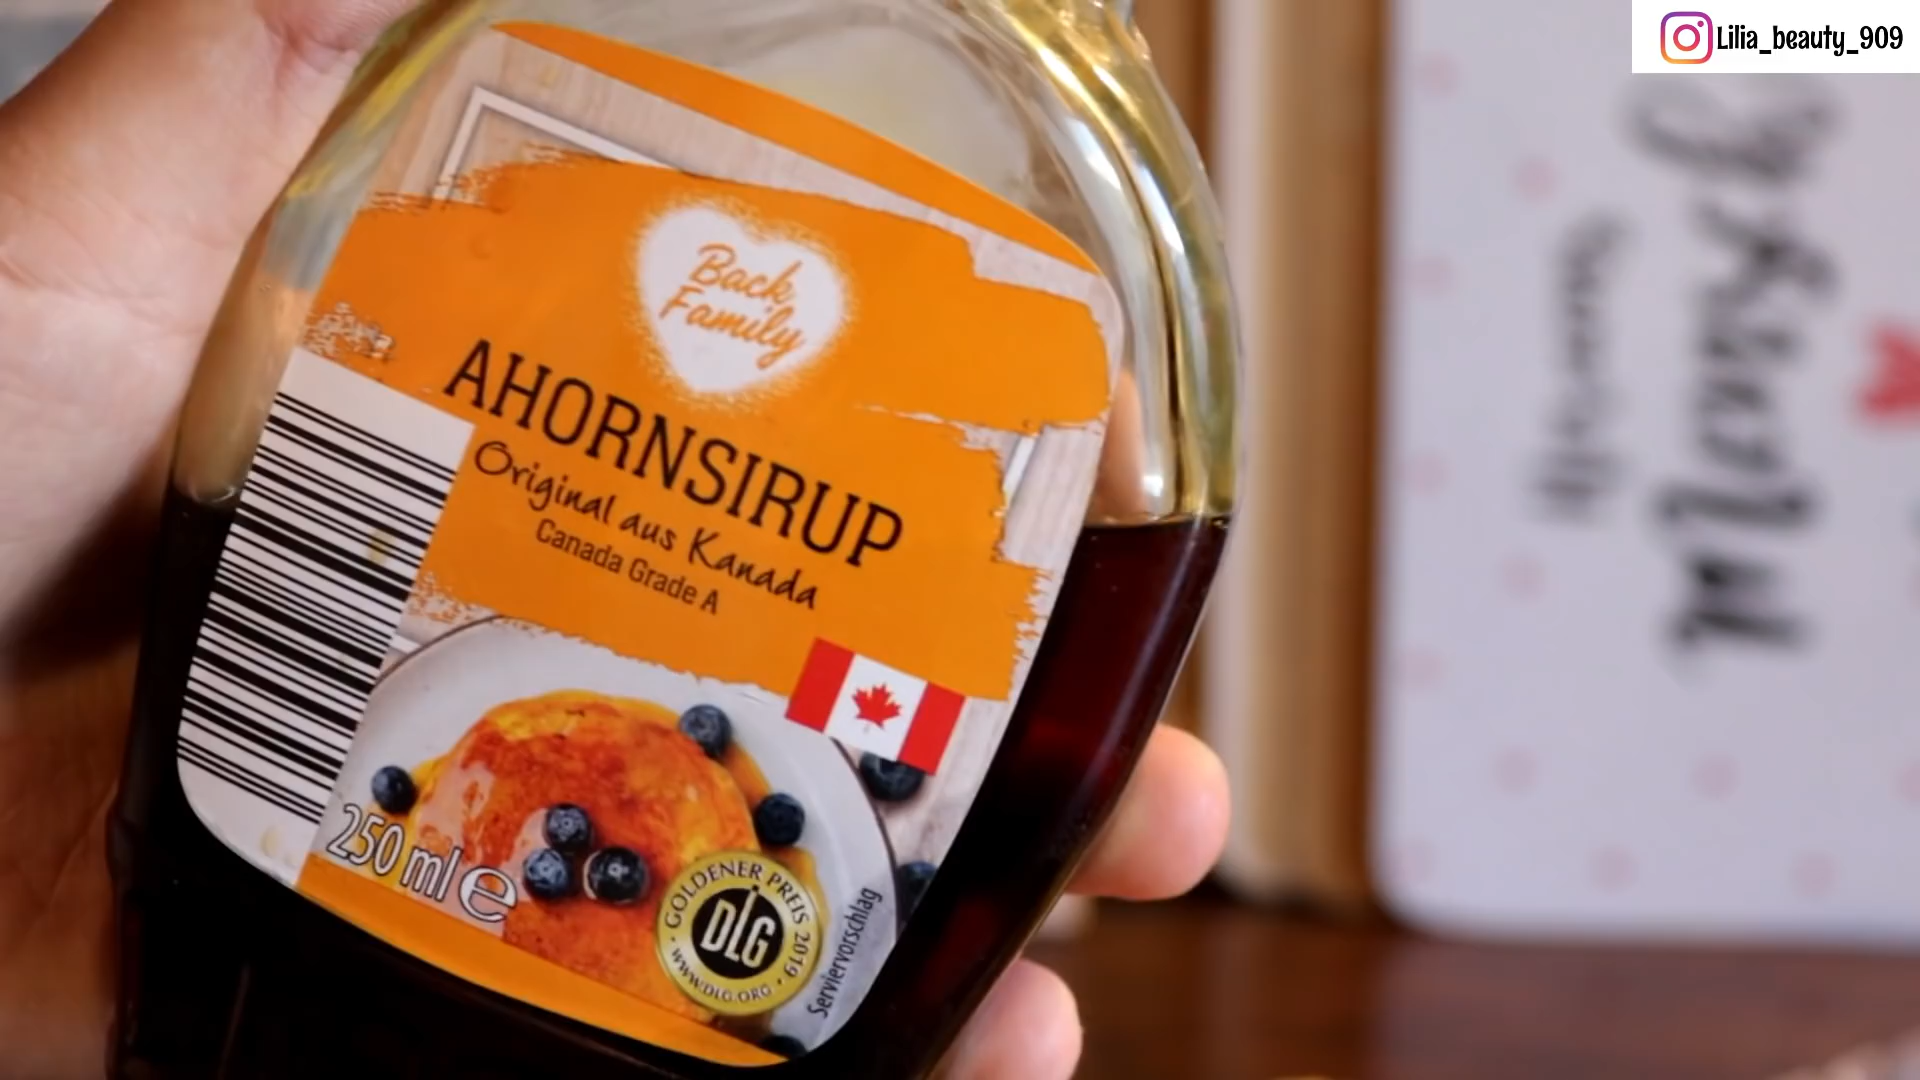 Lilia_beauty_909
Back
Family
AHORNSIRUP
Original aus Kanada
Canada Grade A
250 ml e
GOLDENER PREIS 2019
DLG
WWW.DLG.ORG
Serviervorschlag